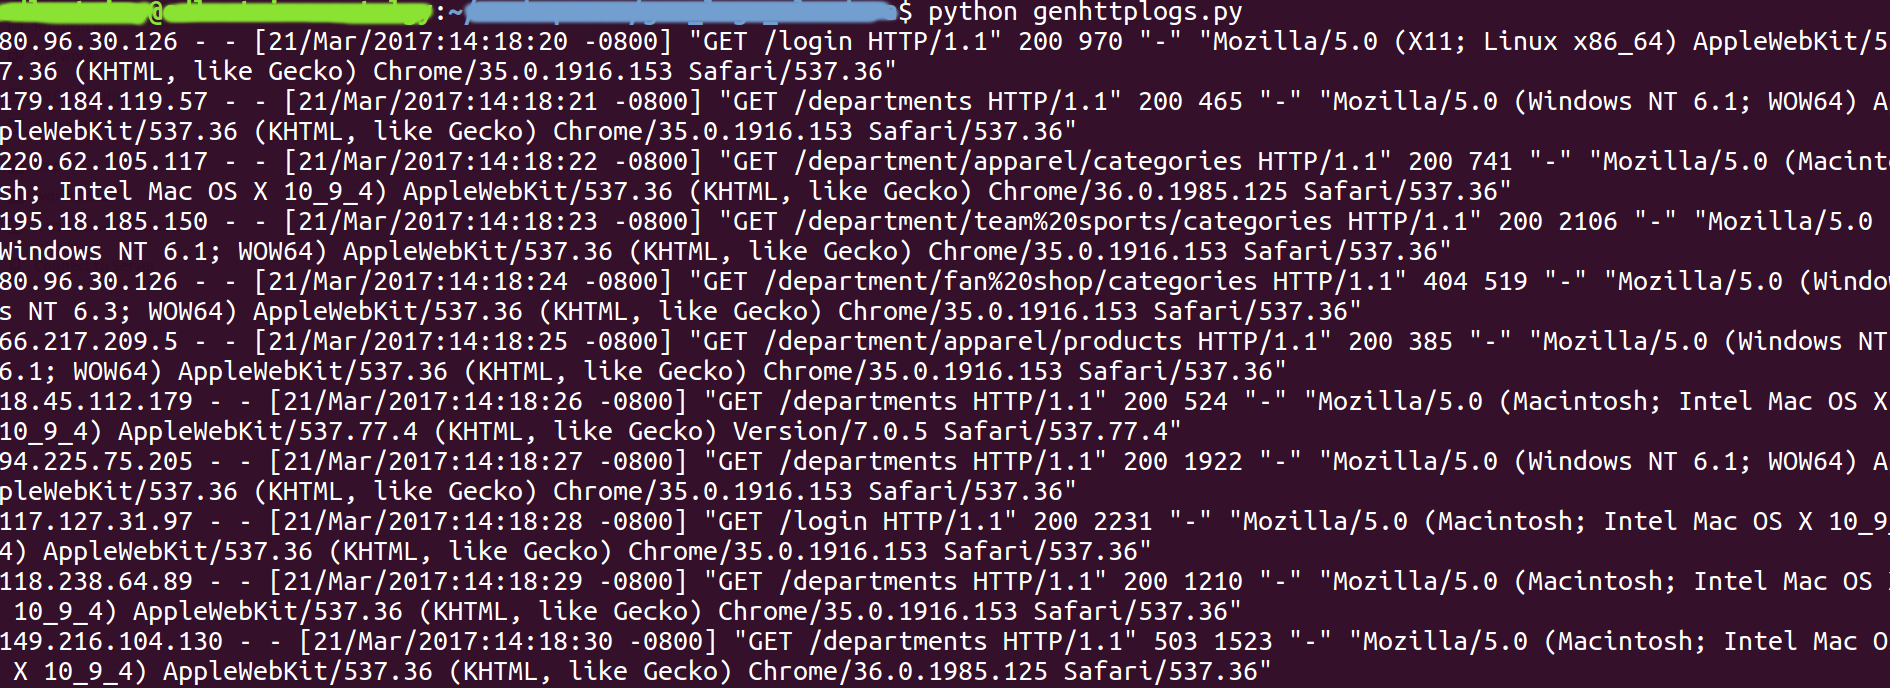 :~/$ python genhttplogs.py
80.96.30.126 - - [21/Mar/2017:14:18:20 -0800] "GET /login HTTP/1.1" 200 970 "-" "Mozilla/5.0 (X11; Linux x86_64) AppleWebKit/5
7.36 (KHTML, like Gecko) Chrome/35.0.1916.153 Safari/537.36"
179.184.119.57 - - [21/Mar/2017:14:18:21 -0800] "GET /departments HTTP/1.1" 200 465 "-" "Mozilla/5.0 (Windows NT 6.1; WOW64) A
pleWebKit/537.36 (KHTML, like Gecko) Chrome/35.0.1916.153 Safari/537.36"
220.62.105.117 - - [21/Mar/2017:14:18:22 -0800] "GET /department/apparel/categories HTTP/1.1" 200 741 "-" "Mozilla/5.0 (Macint
sh; Intel Mac OS X 10_9_4) AppleWebKit/537.36 (KHTML, like Gecko) Chrome/36.0.1985.125 Safari/537.36"
195.18.185.150 - - [21/Mar/2017:14:18:23 -0800] "GET /department/team%20sports/categories HTTP/1.1" 200 2106 "-" "Mozilla/5.0
Windows NT 6.1; WOW64) AppleWebKit/537.36 (KHTML, like Gecko) Chrome/35.0.1916.153 Safari/537.36"
80.96.30.126 - - [21/Mar/2017:14:18:24 -0800] "GET /department/fan%20shop/categories HTTP/1.1" 404 519 "-" "Mozilla/5.0 (Windo
s NT 6.3; WOW64) AppleWebKit/537.36 (KHTML, like Gecko) Chrome/35.0.1916.153 Safari/537.36"
66.217.209.5 - - [21/Mar/2017:14:18:25 -0800] "GET /department/apparel/products HTTP/1.1" 200 385 "-" "Mozilla/5.0 (Windows NT
6.1; WOW64) AppleWebKit/537.36 (KHTML, like Gecko) Chrome/35.0.1916.153 Safari/537.36"
18.45.112.179 - - [21/Mar/2017:14:18:26 -0800] "GET /departments HTTP/1.1" 200 524 "-" "Mozilla/5.0 (Macintosh; Intel Mac OS X
10_9_4) AppleWebKit/537.77.4 (KHTML, like Gecko) Version/7.0.5 Safari/537.77.4"
94.225.75.205 - - [21/Mar/2017:14:18:27 -0800] "GET /departments HTTP/1.1" 200 1922 "-" "Mozilla/5.0 (Windows NT 6.1; WOW64) A
pleWebKit/537.36 (KHTML, like Gecko) Chrome/35.0.1916.153 Safari/537.36"
117.127.31.97 - - [21/Mar/2017:14:18:28 -0800] "GET /login HTTP/1.1" 200 2231 "-" "Mozilla/5.0 (Macintosh; Intel Mac OS X 10_9_
4) AppleWebKit/537.36 (KHTML, like Gecko) Chrome/35.0.1916.153 Safari/537.36"
118.238.64.89 - - [21/Mar/2017:14:18:29 -0800] "GET /departments HTTP/1.1" 200 1210 "-" "Mozilla/5.0 (Macintosh; Intel Mac OS
10_9_4) AppleWebKit/537.36 (KHTML, like Gecko) Chrome/35.0.1916.153 Safari/537.36"
149.216.104.130 - - [21/Mar/2017:14:18:30 -0800] "GET /departments HTTP/1.1" 503 1523 "-" "Mozilla/5.0 (Macintosh; Intel Mac O
X 10_9_4) AppleWebKit/537.36 (KHTML, like Gecko) Chrome/36.0.1985.125 Safari/537.36"